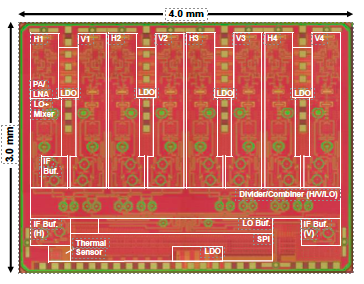 4.0 mm
3.0 mm
H1 V1 H2 V2 H3 V3 H4 V4
PA/
LNA
LDO LDO LDO LDO
LO+
Mixer
IF
Buf.
Divider/Combiner (H/V/LO)
IF Buf.
(H)
LO Buf.
IF Buf.
(V)
Thermal
Sensor
SPI
LDO